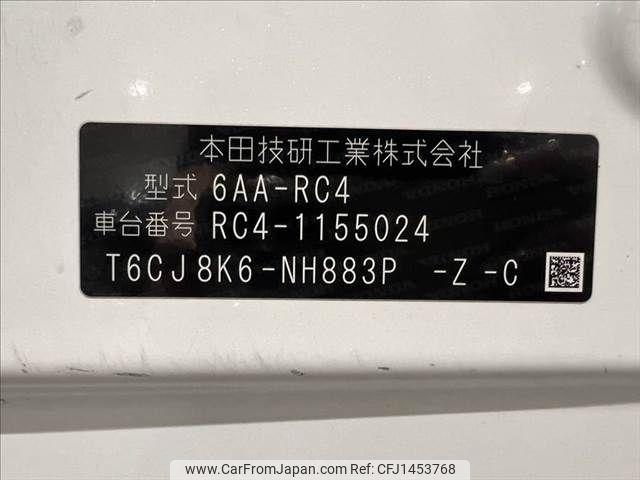 本田技研工業株式会社
型式 6AA-RC4
車台番号 RC4-1155024
T6CJ8K6-NH883P -Z -C
www.CarFromJapan.com CFJ1453768